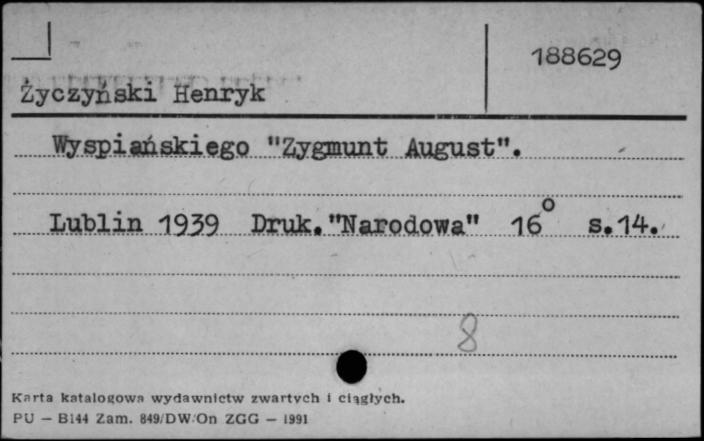 188629
Życzyński Henryk
Wyspiańskiego "Zygmunt August".
Lublin 1939 Druk."Narodowa" 16° s.14.
8
Karta katalogowa wydawnictw zwartych i ciągłych.
PU — B144 Zam. 849/DW/On ZGG — 1991